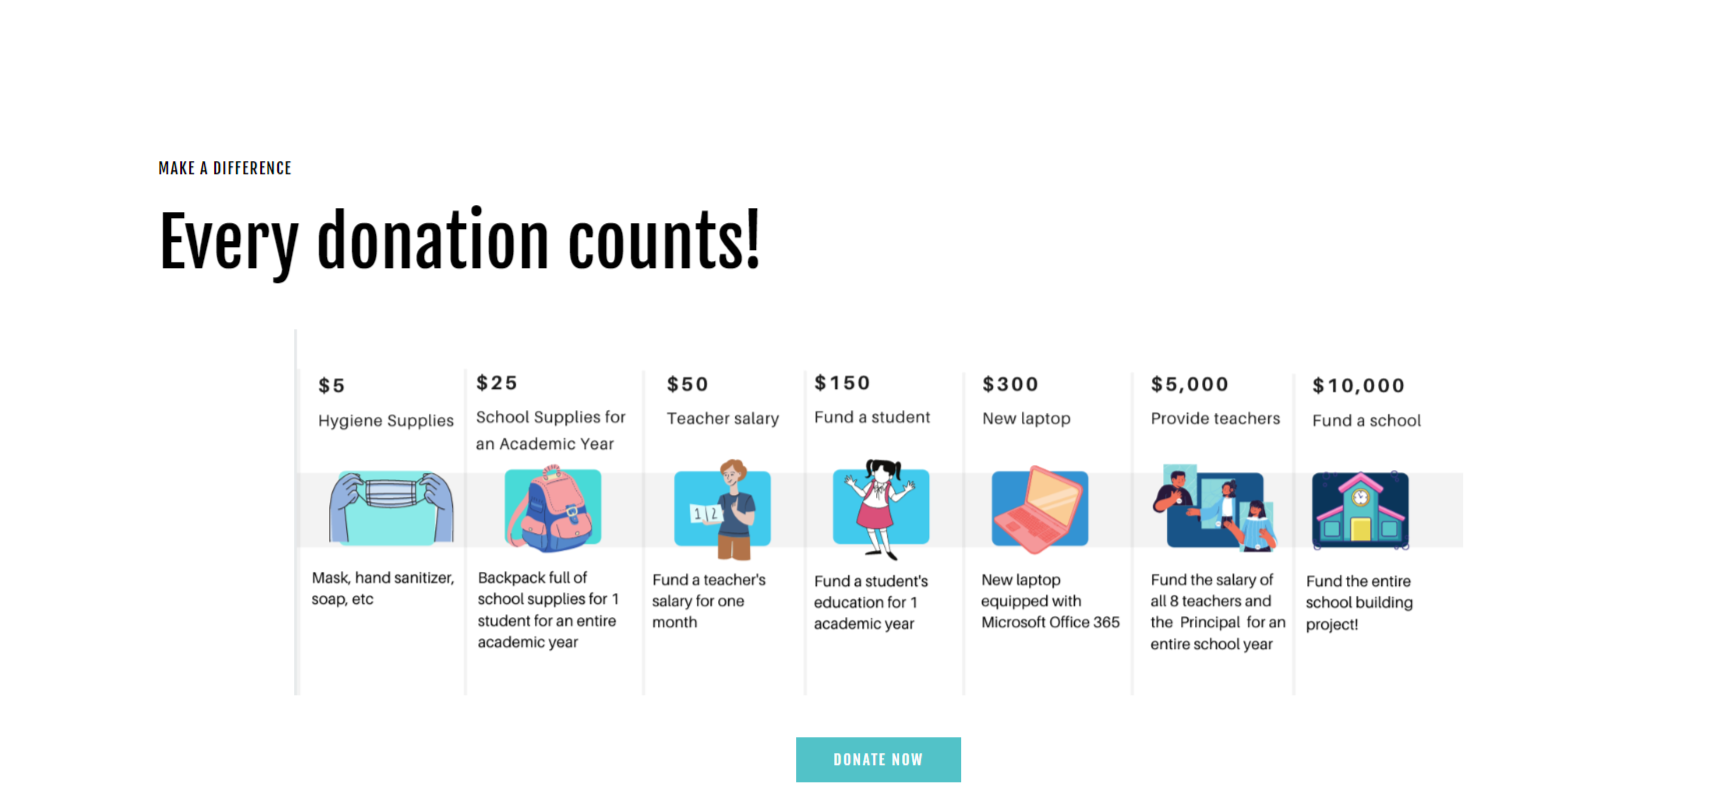 MAKE A DIFFERENCE
Every donation counts!
$5
Hygiene Supplies
Mask, hand sanitizer,
soap, etc
$25
School Supplies for
an Academic Year
Backpack full of
school supplies for 1
student for an entire
academic year
$50
Teacher salary
1 2
Fund a teacher's
salary for one
month
$150
Fund a student
Fund a student's
education for 1
academic year
$300
New laptop
New laptop
equipped with
Microsoft Office 365
$5,000
Provide teachers
Fund the salary of
all 8 teachers and
the Principal for an
entire school year
$10,000
Fund a school
Fund the entire
school building
project!
DONATE NOW